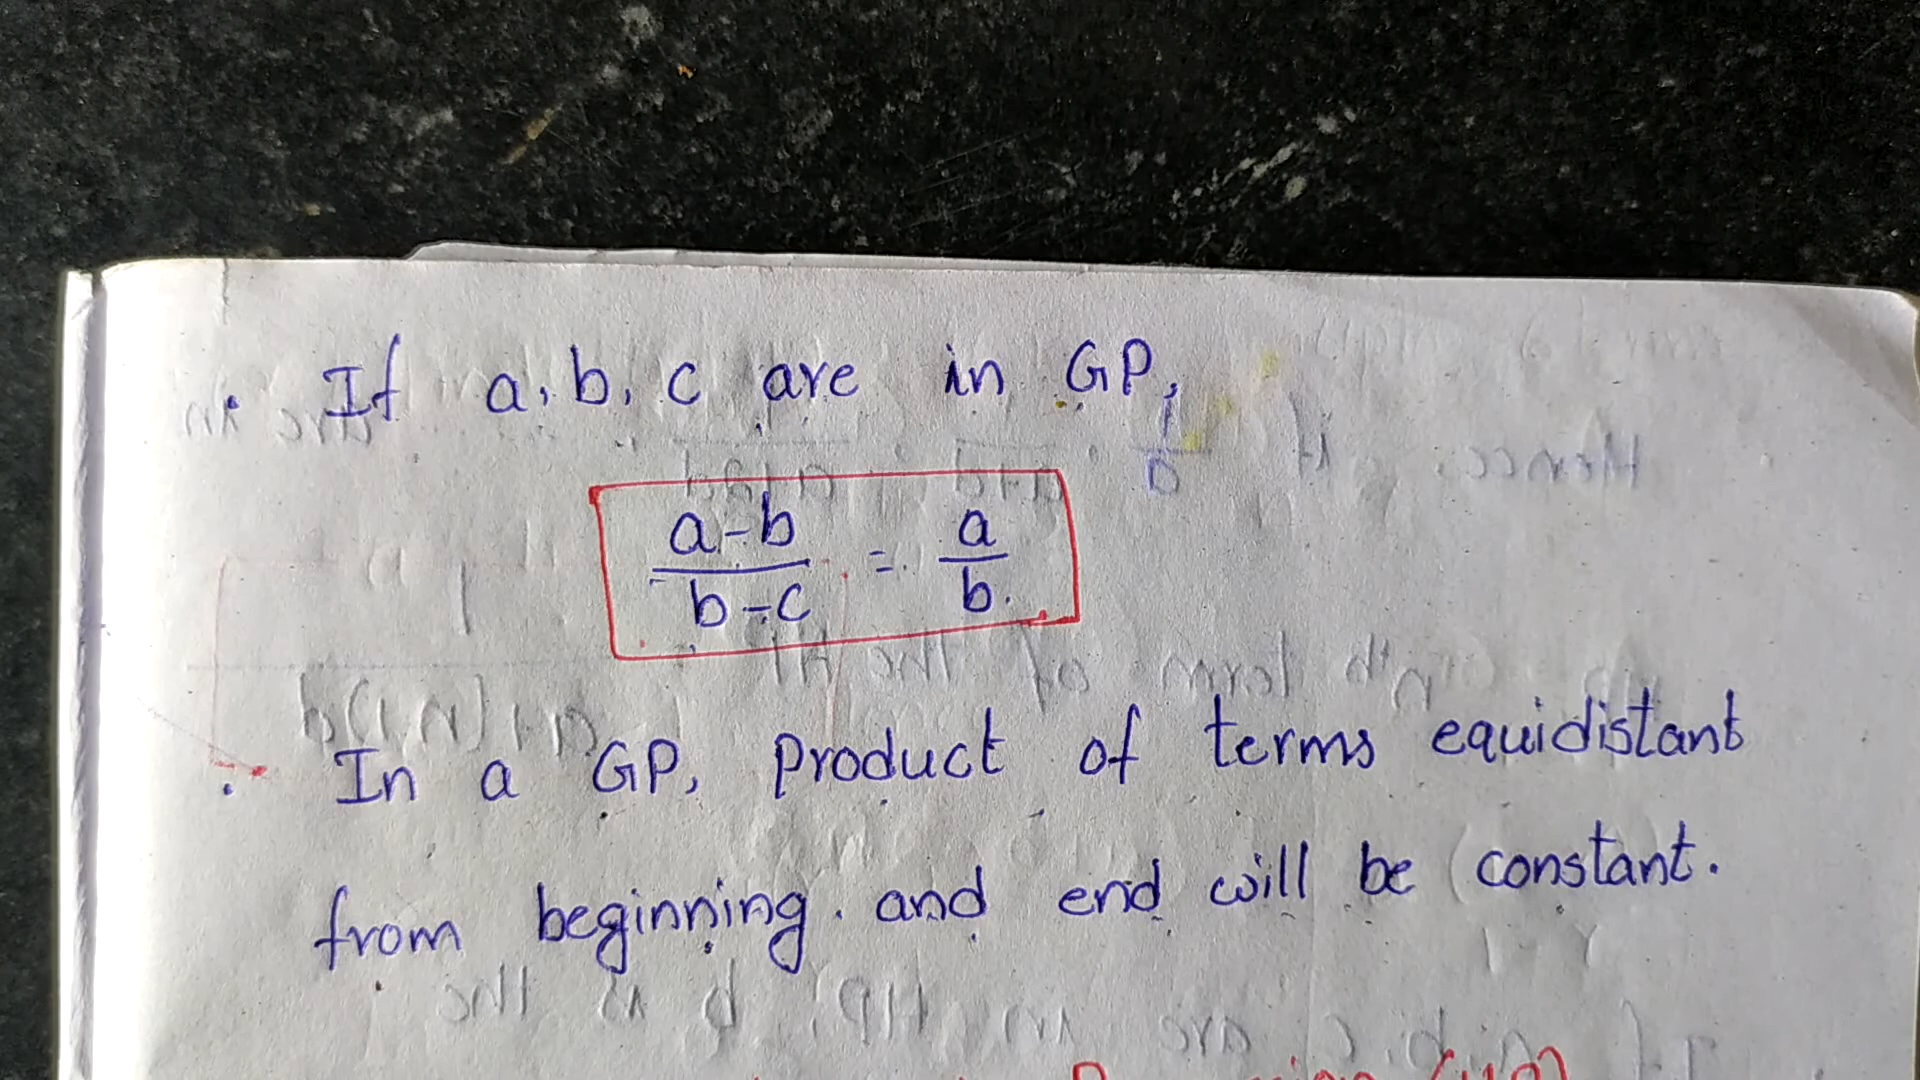 . If a, b, c are in GP,
a-b / b-c = a / b.
. In a GP, product of terms equidistant
from beginning and end will be constant.